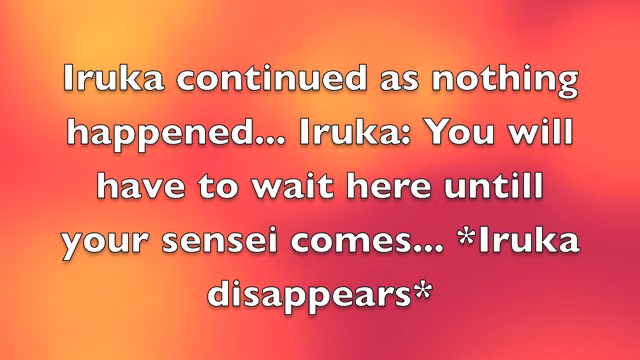 Iruka continued as nothing
happened... Iruka: You will
have to wait here untill
your sensei comes... *Iruka
disappears*